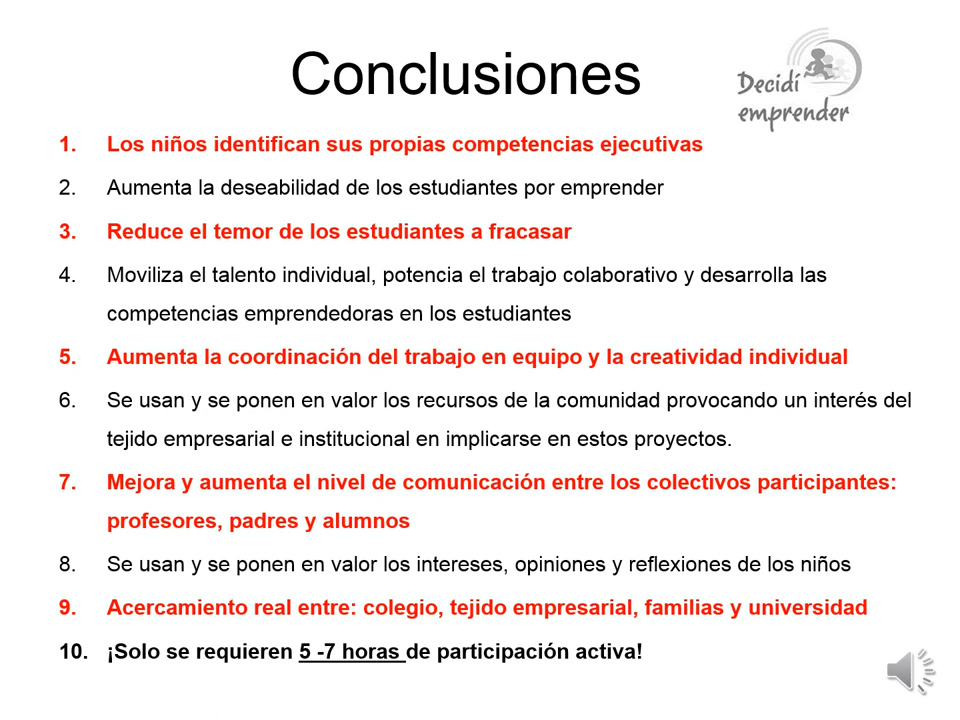 Conclusiones
Decidí
emprender
1. Los niños identifican sus propias competencias ejecutivas
2. Aumenta la deseabilidad de los estudiantes por emprender
3. Reduce el temor de los estudiantes a fracasar
4. Moviliza el talento individual, potencia el trabajo colaborativo y desarrolla las
competencias emprendedoras en los estudiantes
5. Aumenta la coordinación del trabajo en equipo y la creatividad individual
6. Se usan y se ponen en valor los recursos de la comunidad provocando un interés del
tejido empresarial e institucional en implicarse en estos proyectos.
7. Mejora y aumenta el nivel de comunicación entre los colectivos participantes:
profesores, padres y alumnos
8. Se usan y se ponen en valor los intereses, opiniones y reflexiones de los niños
9. Acercamiento real entre: colegio, tejido empresarial, familias y universidad
10. ¡Solo se requieren 5 -7 horas de participación activa!